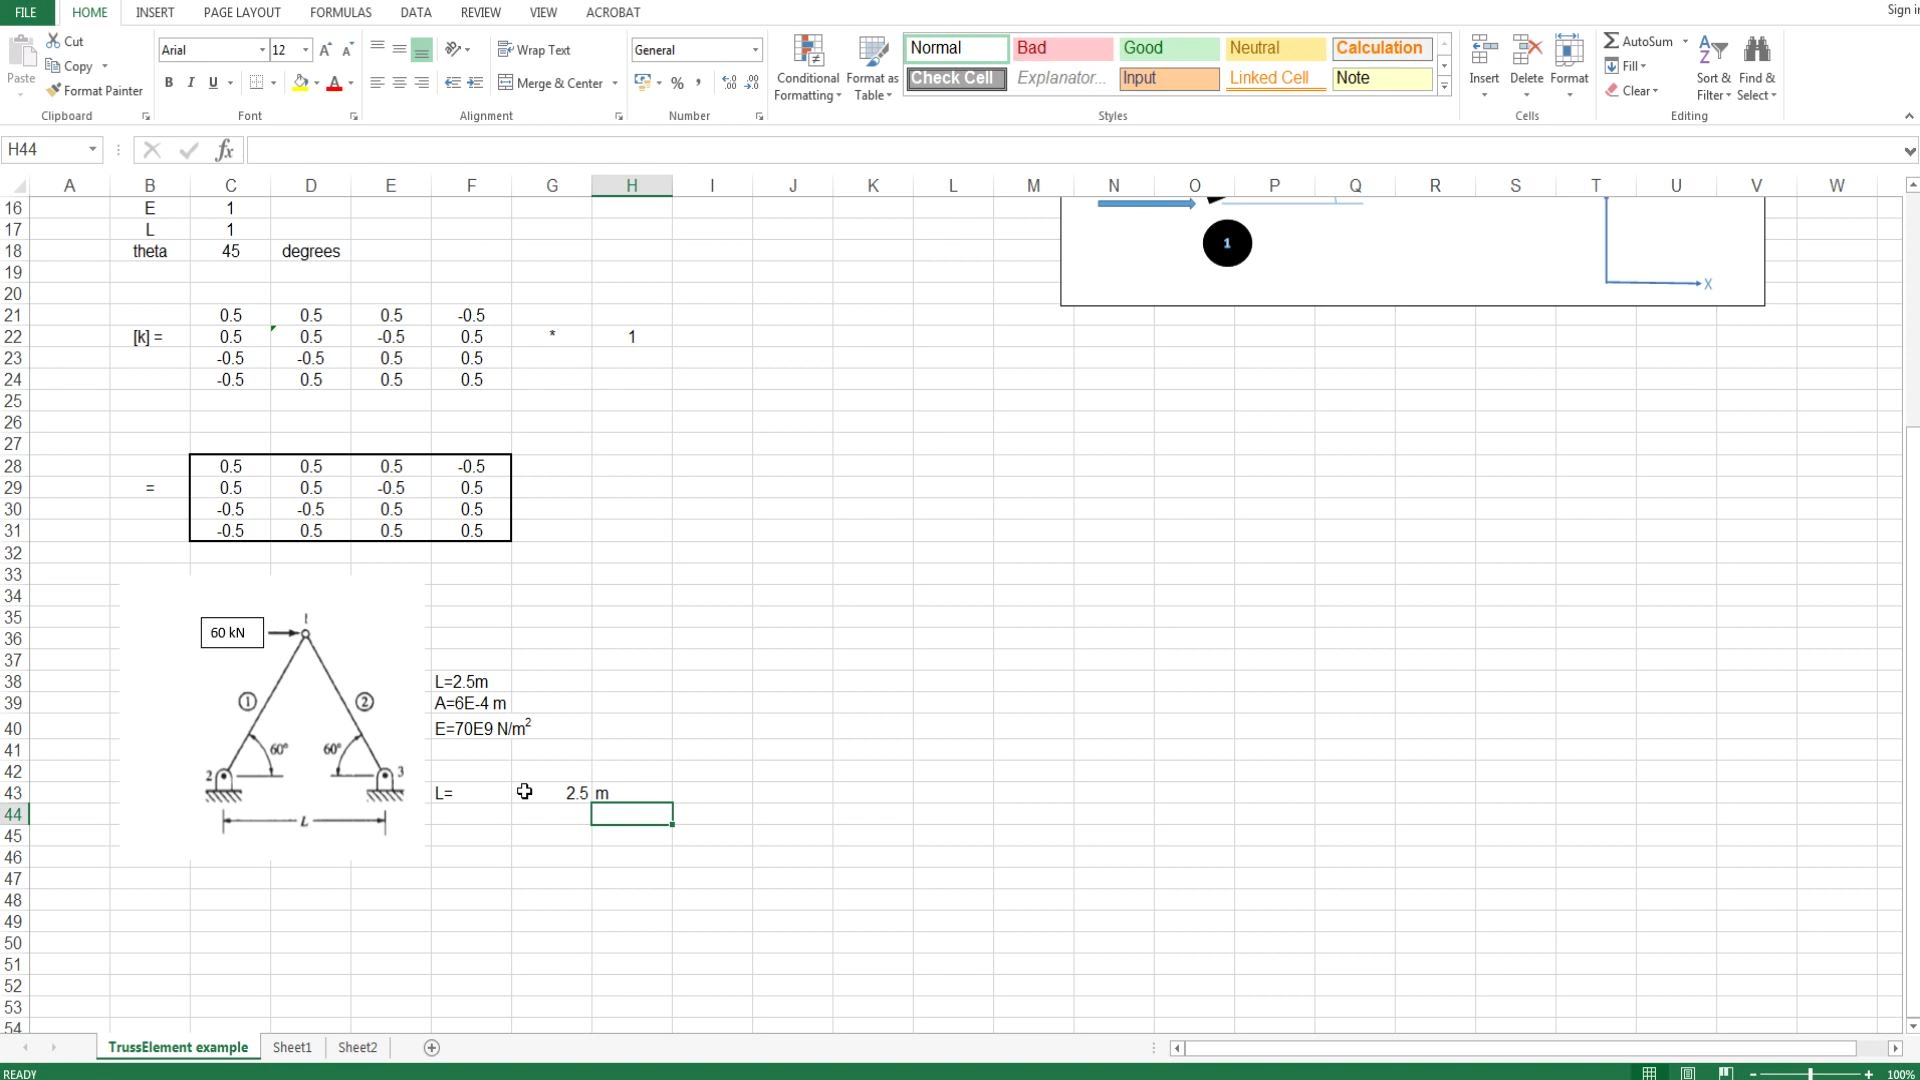 FILE HOME INSERT PAGE LAYOUT FORMULAS DATA REVIEW VIEW ACROBAT Sign
Paste
Cut
Copy
Format Painter
Clipboard
Arial 12
B I U
Font
Wrap Text
Merge & Center
Alignment
General
%
Number
Conditional Formatting
Format as Table
Normal Bad Good Neutral Calculation
Check Cell Explanator... Input Linked Cell Note
Styles
Insert Delete Format
Cells
AutoSum
Fill
Clear
Sort & Filter
Find & Select
Editing
H44
fx
A B C D E F G H I J K L M N O P Q R S T U V W
16 E 1
17 L 1
18 theta 45 degrees
19
20
21 0.5 0.5 0.5 -0.5
22 [k] = 0.5 0.5 -0.5 0.5 * 1
23 -0.5 -0.5 0.5 0.5
24 -0.5 0.5 0.5 0.5
25
26
27
28 0.5 0.5 0.5 -0.5
29 = 0.5 0.5 -0.5 0.5
30 -0.5 -0.5 0.5 0.5
31 -0.5 0.5 0.5 0.5
32
33
34
35
36
37
38 L=2.5m
39 A=6E-4 m
40 E=70E9 N/m2
41
42
43 L= 2.5 m
44
45
46
47
48
49
50
51
52
53
54
1
X
1
60 kN
1 2
60° 60°
2 3
L
TrussElement example Sheet1 Sheet2
READY
100%